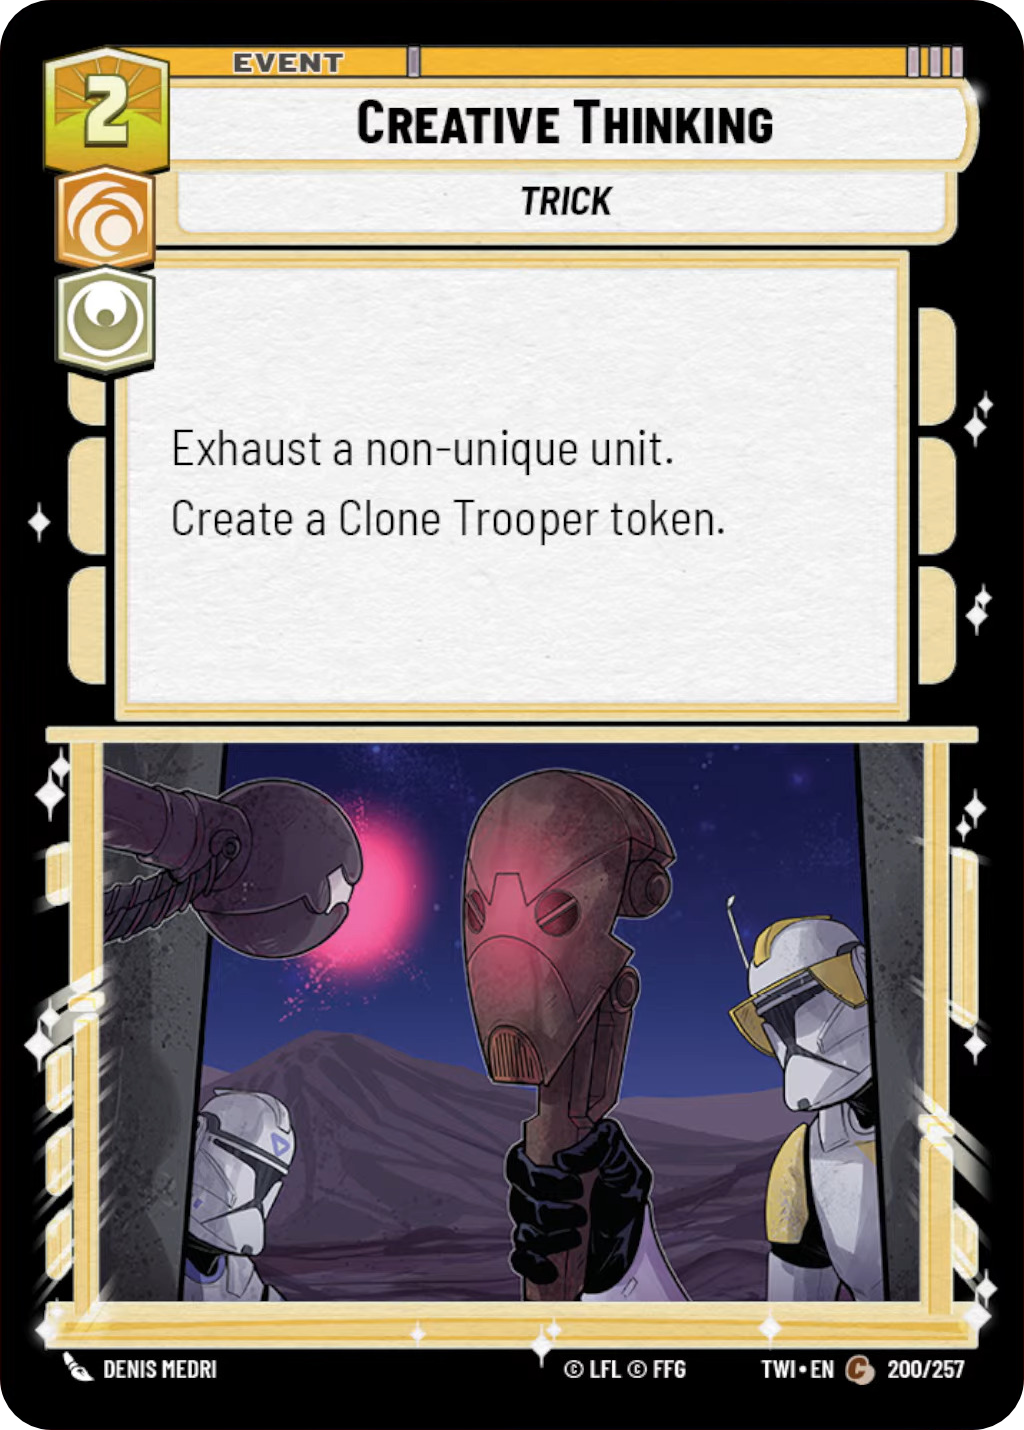 EVENT
2
CREATIVE THINKING
TRICK
Exhaust a non-unique unit.
Create a Clone Trooper token.
DENIS MEDRI
© LFL © FFG
TWI • EN C 200/257